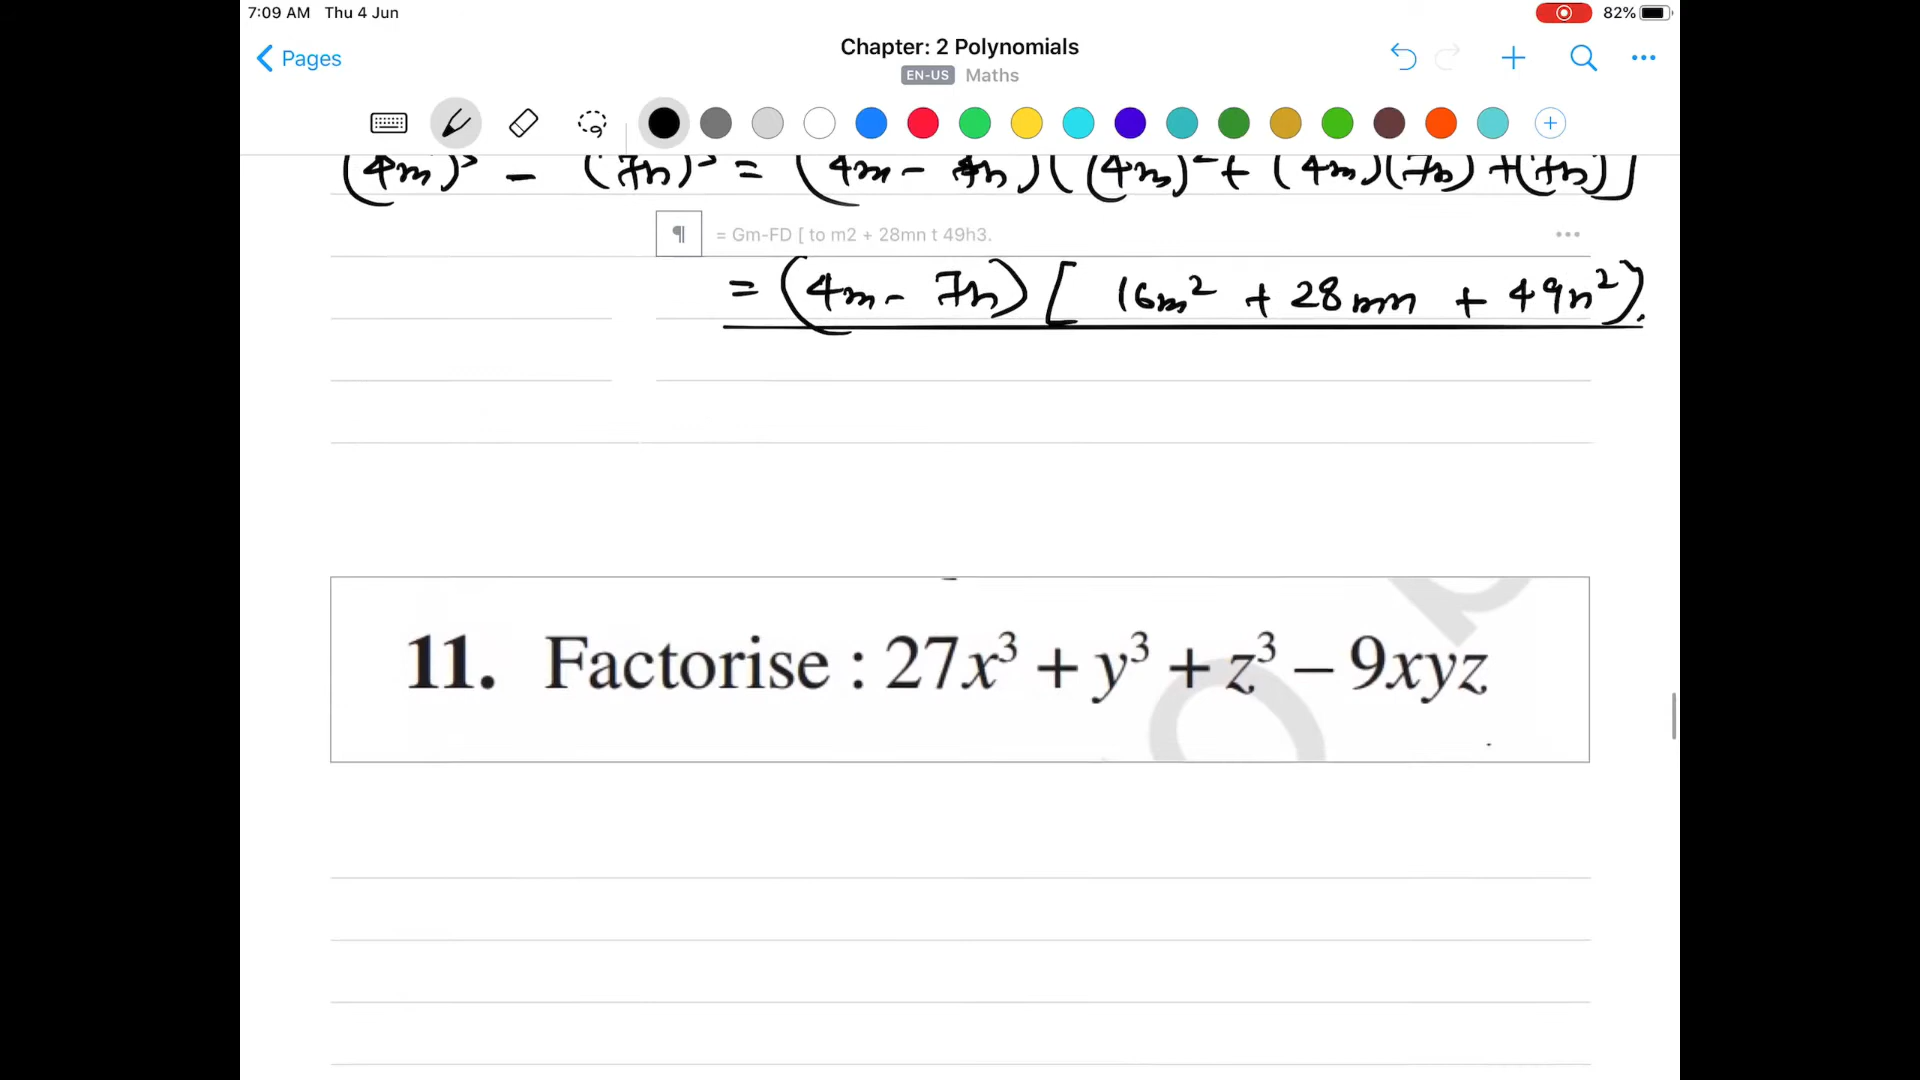 7:09 AM Thu 4 Jun
82%
Pages
Chapter: 2 Polynomials
EN-US Maths
(4m)³ - (7n)³ = (4m - 7n)((4m)² + (4m)(7n) + (7n)]
¶ = Gm-FD [ to m2 + 28mn t 49h3.
= (4m - 7n) [ 16m² + 28mn + 49n²).
11. Factorise : 27x³ + y³ + z³ – 9xyz